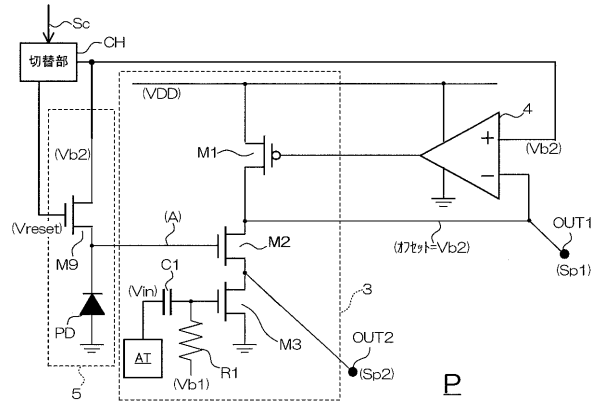 Sc
CH
切替部
(VDD)
4
M1
+
(Vb2)
−
(Vb2)
(A)
OUT1
(Vreset)
M9
M2
(ｵﾌｾｯﾄ=Vb2)
(Sp1)
C1
(Vin)
3
PD
M3
OUT2
AT
R1
(Vb1)
(Sp2)
5
P